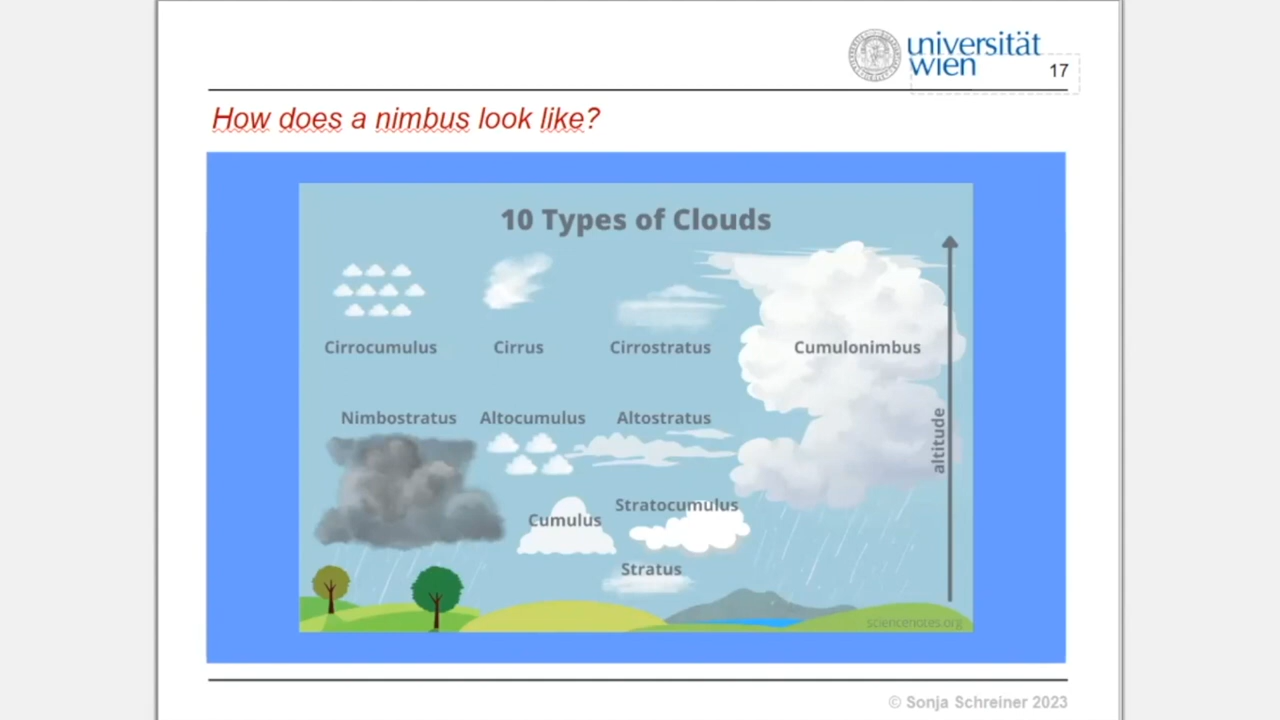 universität
wien
17
How does a nimbus look like?
10 Types of Clouds
Cirrocumulus
Cirrus
Cirrostratus
Cumulonimbus
Nimbostratus
Altocumulus
Altostratus
altitude
Cumulus
Stratocumulus
Stratus
sciencenotes.org
© Sonja Schreiner 2023